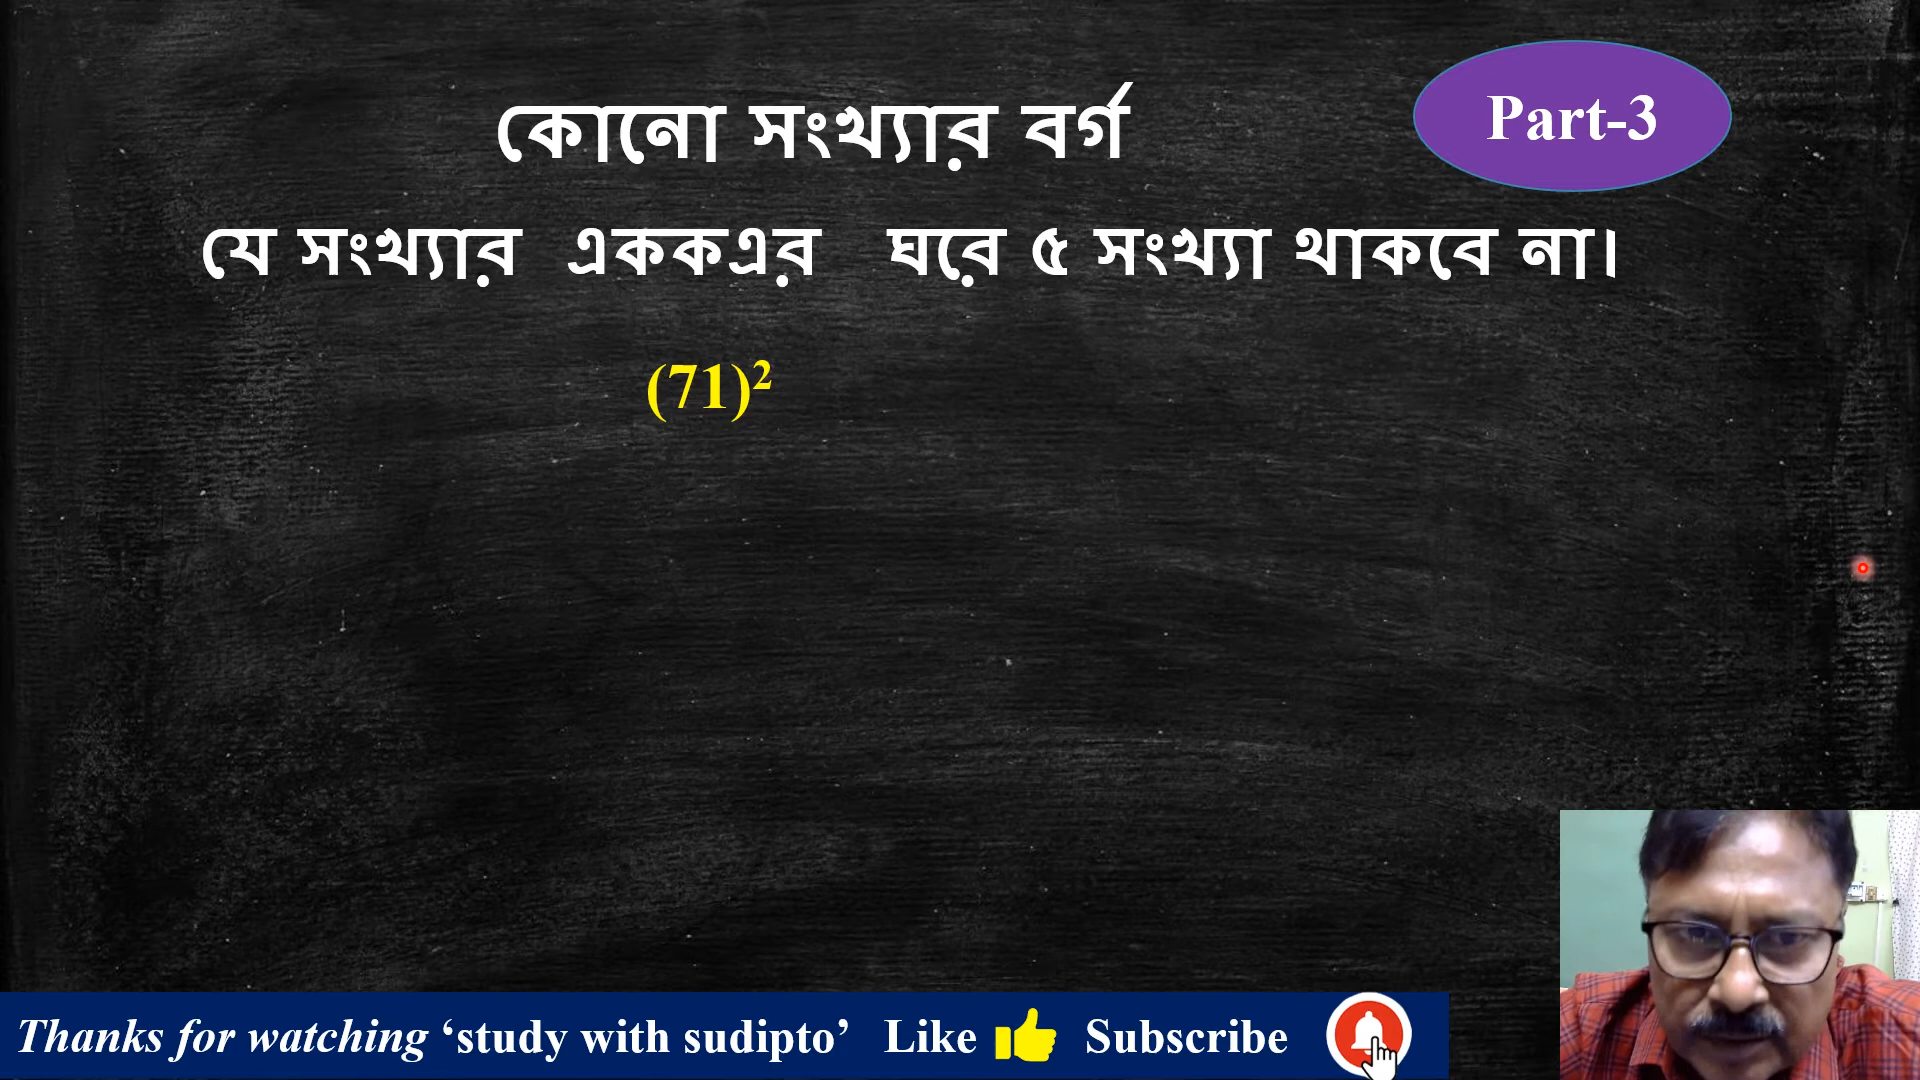 কোনো সংখ্যার বর্গ
Part-3
যে সংখ্যার এককএর ঘরে ৫ সংখ্যা থাকবে না।
(71)²
Thanks for watching ‘study with sudipto’ Like Subscribe